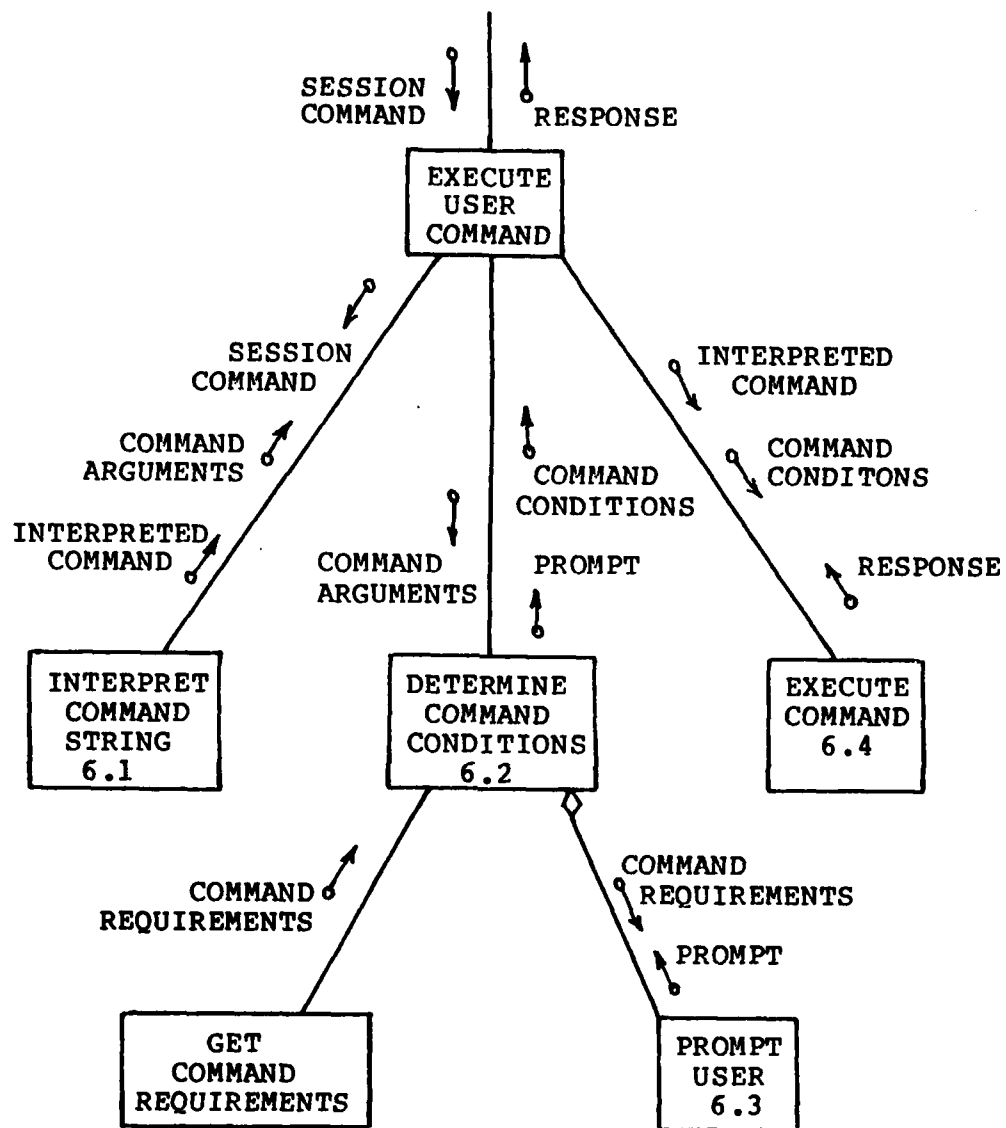 SESSION
COMMAND
RESPONSE
EXECUTE
USER
COMMAND
SESSION
COMMAND
COMMAND
ARGUMENTS
INTERPRETED
COMMAND
COMMAND
ARGUMENTS
COMMAND
CONDITIONS
PROMPT
INTERPRETED
COMMAND
COMMAND
CONDITONS
RESPONSE
INTERPRET
COMMAND
STRING
6.1
DETERMINE
COMMAND
CONDITIONS
6.2
EXECUTE
COMMAND
6.4
COMMAND
REQUIREMENTS
COMMAND
REQUIREMENTS
PROMPT
GET
COMMAND
REQUIREMENTS
PROMPT
USER
6.3